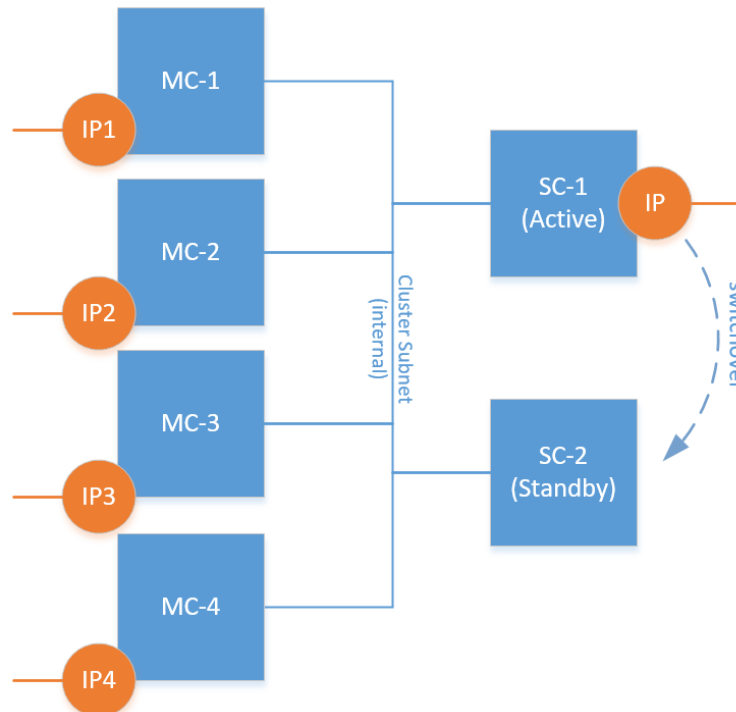 MC-1
IP1
MC-2
IP2
MC-3
IP3
MC-4
IP4
Cluster Subnet
(internal)
SC-1
(Active)
IP
switchover
SC-2
(Standby)